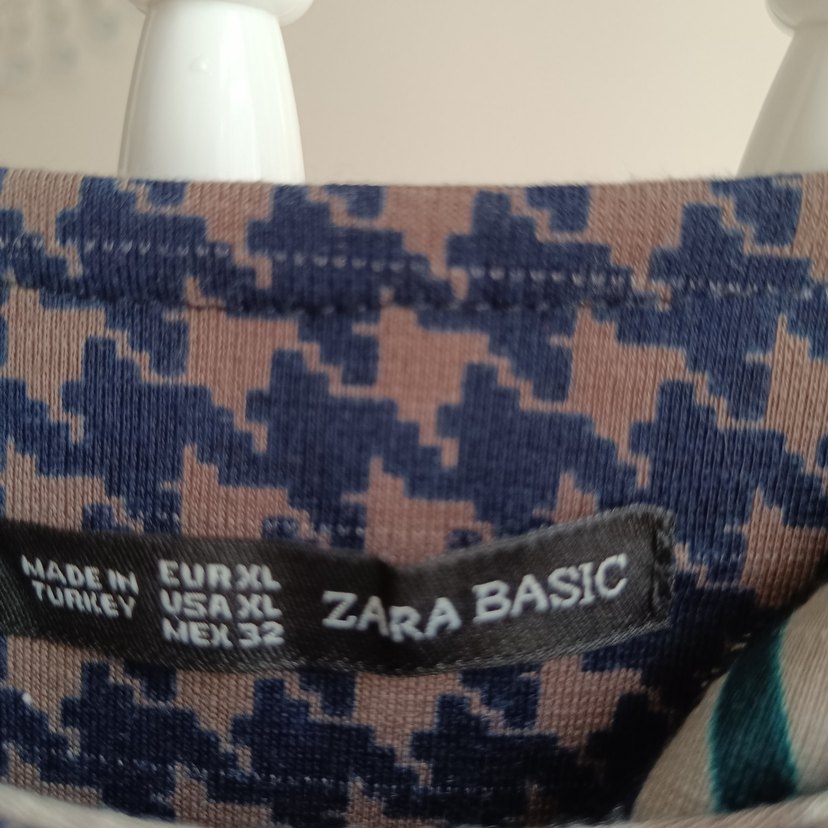 MADE IN
TURKEY
EUR XL
USA XL
MEX 32
ZARA BASIC